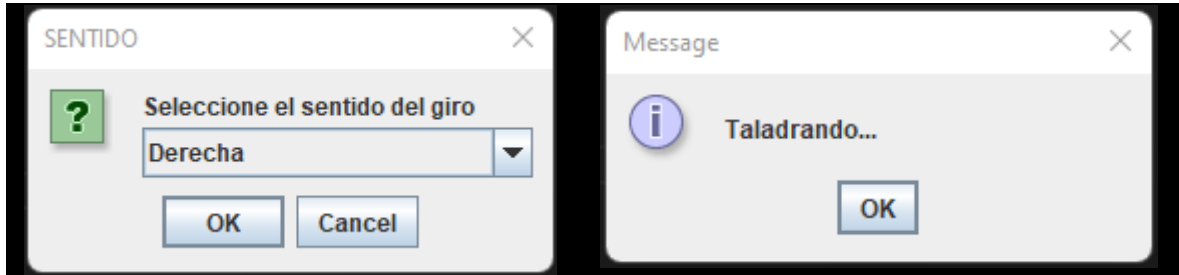 SENTIDO
?
Seleccione el sentido del giro
Derecha
OK Cancel
Message
i
Taladrando...
OK